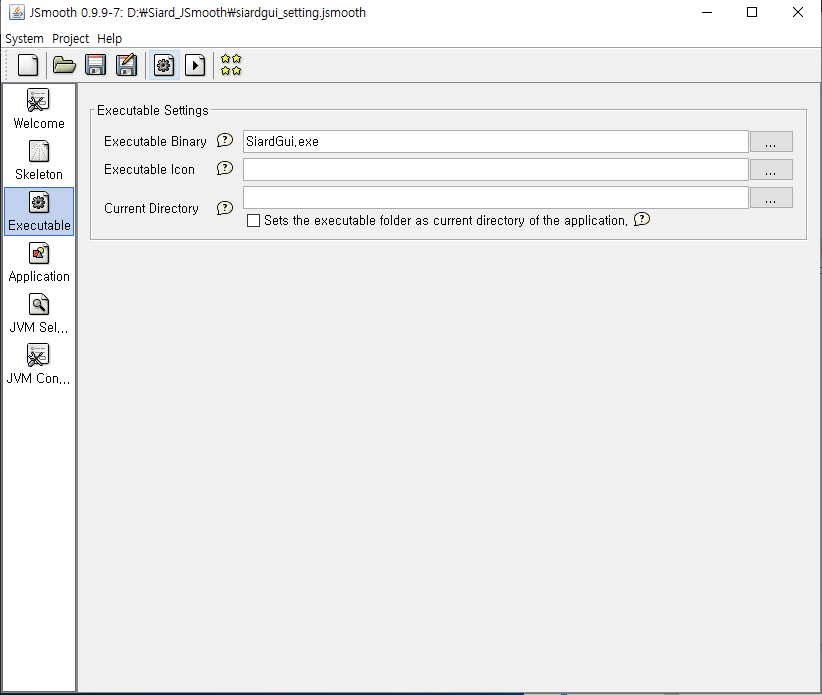 JSmooth 0.9.9-7: D:₩Siard_JSmooth₩siardgui_setting.jsmooth
System Project Help
Welcome
Skeleton
Executable
Application
JVM Sel...
JVM Con...
Executable Settings
Executable Binary SiardGui.exe ...
Executable Icon ...
Current Directory ...
Sets the executable folder as current directory of the application.